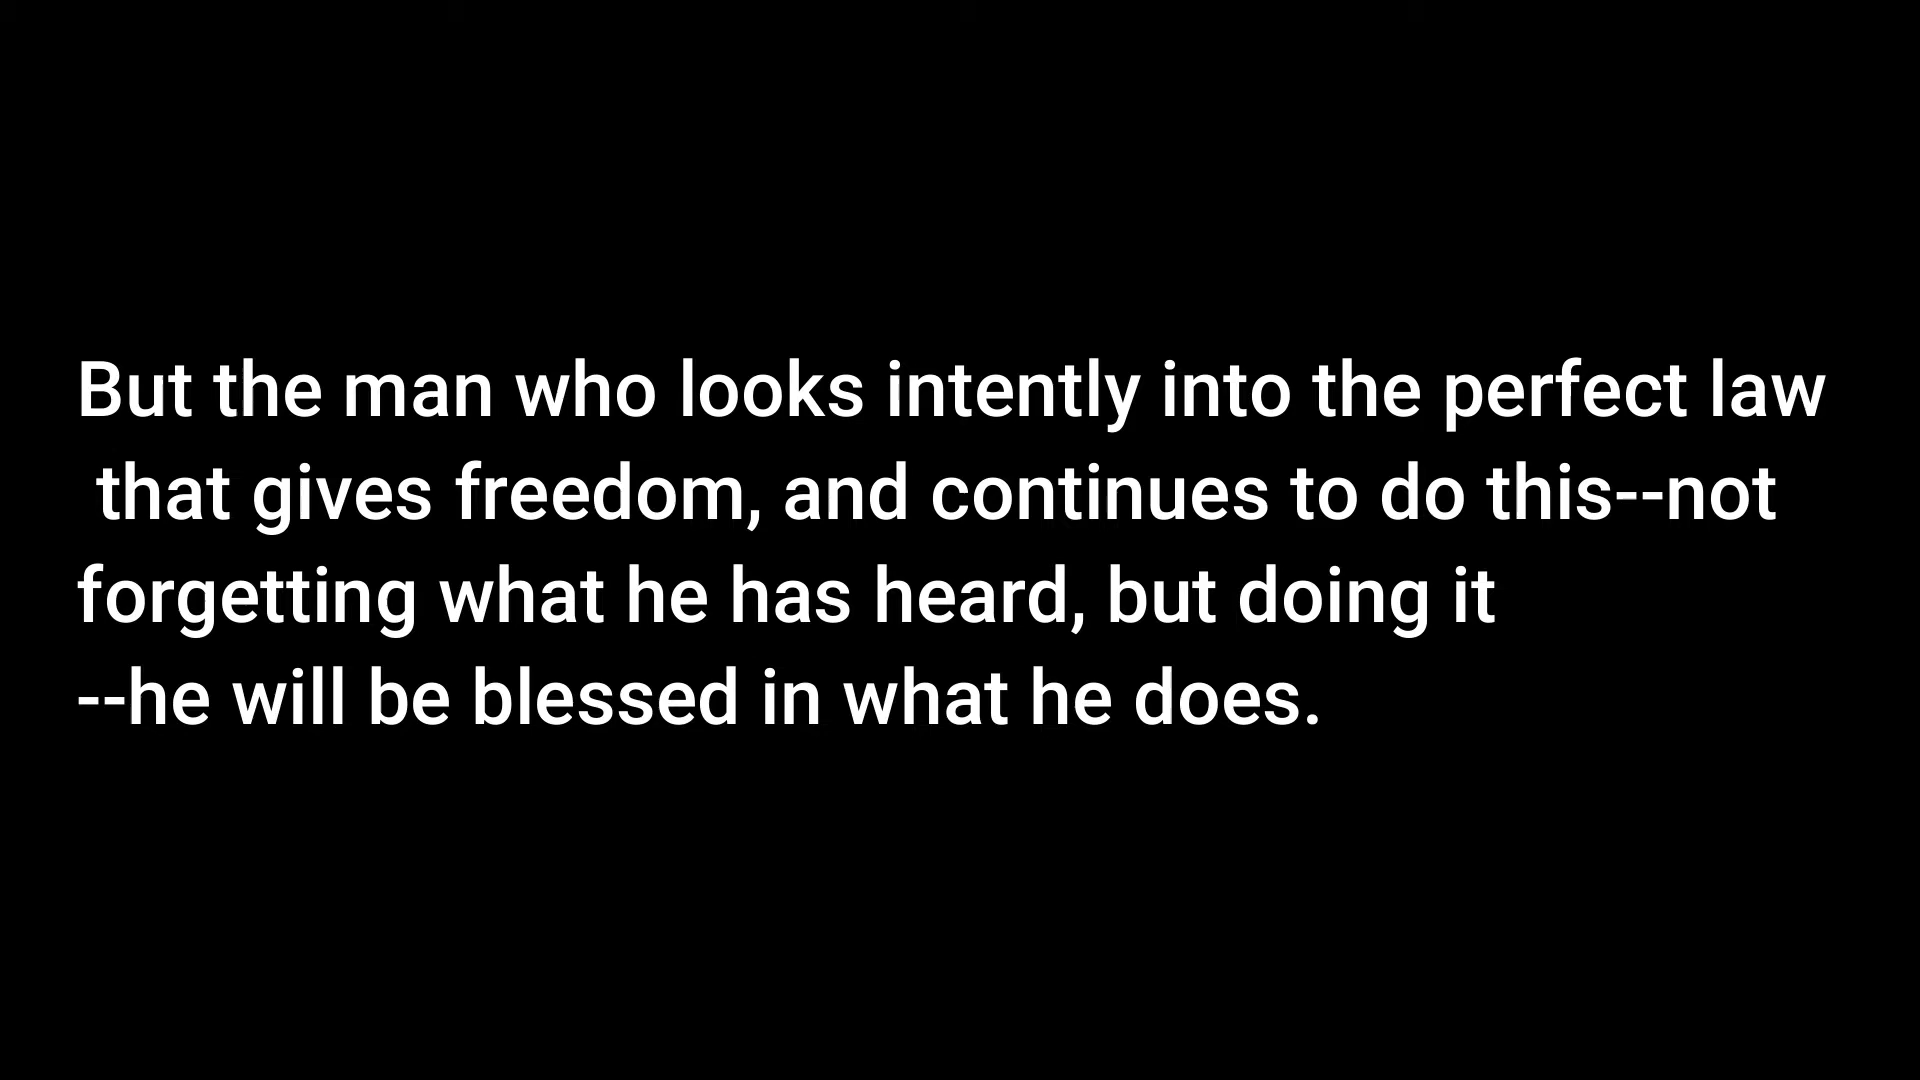 But the man who looks intently into the perfect law
that gives freedom, and continues to do this--not
forgetting what he has heard, but doing it
--he will be blessed in what he does.